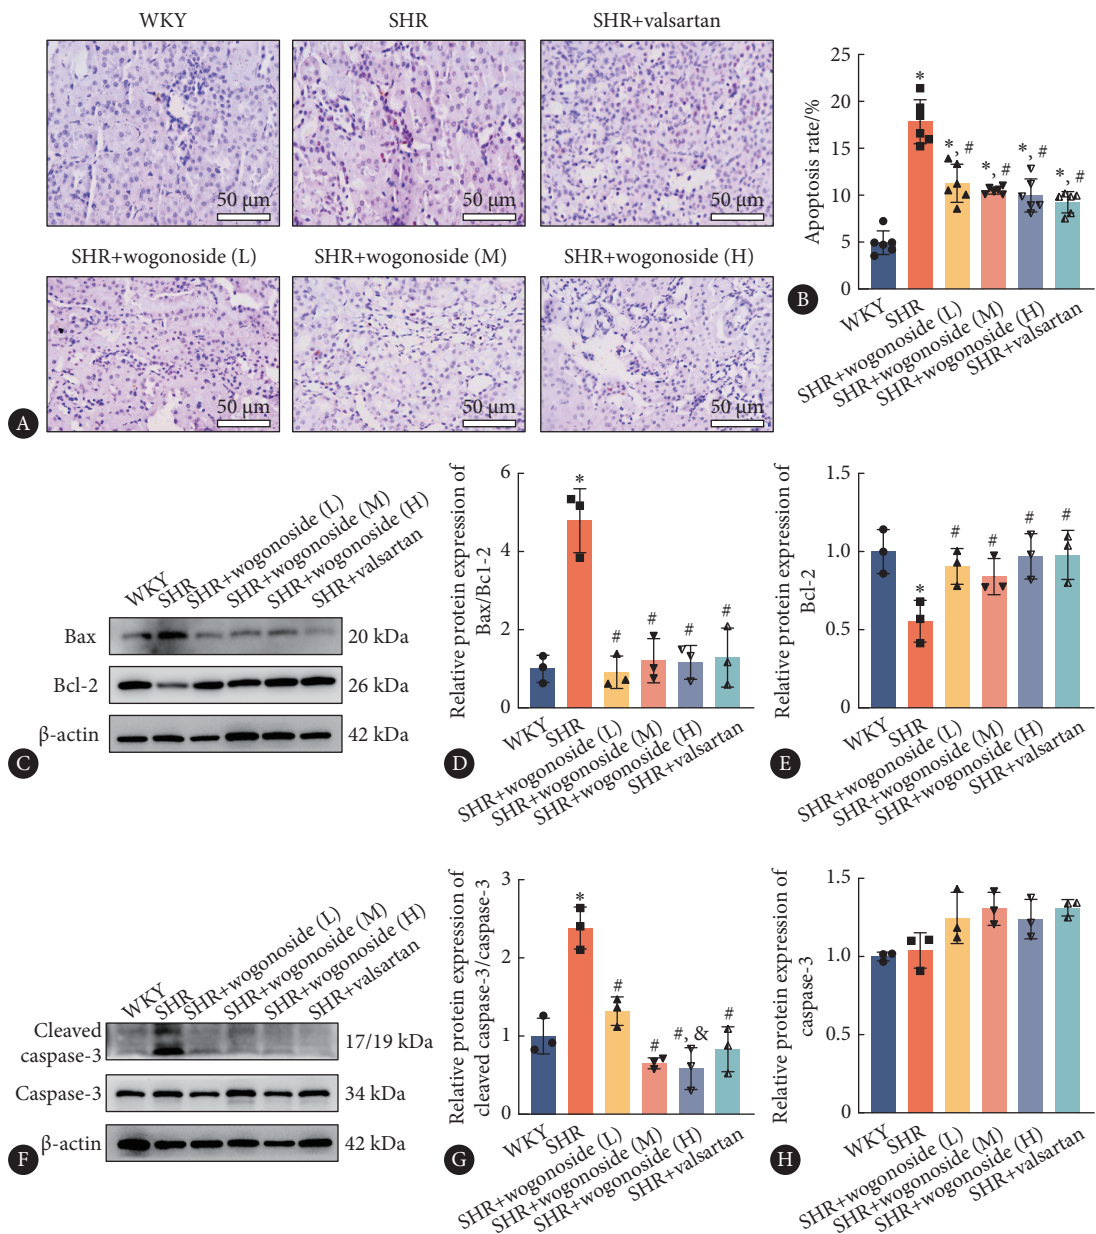 WKY
SHR
SHR+valsartan
50 μm
50 μm
50 μm
SHR+wogonoside (L)
SHR+wogonoside (M)
SHR+wogonoside (H)
50 μm
50 μm
50 μm
A
Apoptosis rate/%
25
20
15
10
5
0
*
*, #
*, #
*, #
*, #
WKY
SHR
SHR+wogonoside (L)
SHR+wogonoside (M)
SHR+wogonoside (H)
SHR+valsartan
B
WKY
SHR
SHR+wogonoside (L)
SHR+wogonoside (M)
SHR+wogonoside (H)
SHR+valsartan
Bax
20 kDa
Bcl-2
26 kDa
β-actin
42 kDa
C
Relative protein expression of
Bax/Bcl-2
6
4
2
0
*
#
#
#
#
WKY
SHR
SHR+wogonoside (L)
SHR+wogonoside (M)
SHR+wogonoside (H)
SHR+valsartan
D
Relative protein expression of
Bcl-2
1.5
1.0
0.5
0
*
#
#
#
#
WKY
SHR
SHR+wogonoside (L)
SHR+wogonoside (M)
SHR+wogonoside (H)
SHR+valsartan
E
WKY
SHR
SHR+wogonoside (L)
SHR+wogonoside (M)
SHR+wogonoside (H)
SHR+valsartan
Cleaved
caspase-3
17/19 kDa
Caspase-3
34 kDa
β-actin
42 kDa
F
Relative protein expression of
cleaved caspase-3/caspase-3
3
2
1
0
*
#
#
#, &
#
WKY
SHR
SHR+wogonoside (L)
SHR+wogonoside (M)
SHR+wogonoside (H)
SHR+valsartan
G
Relative protein expression of
caspase-3
1.5
1.0
0.5
0
WKY
SHR
SHR+wogonoside (L)
SHR+wogonoside (M)
SHR+wogonoside (H)
SHR+valsartan
H